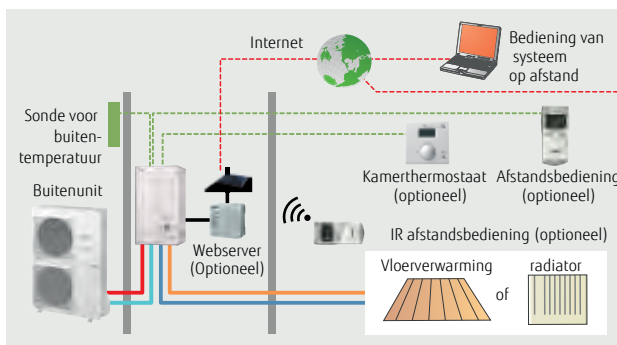 Internet
Bediening van
systeem
op afstand
Sonde voor
buiten-
temperatuur
Buitenunit
Kamerthermostaat
(optioneel)
Afstandsbediening
(optioneel)
Webserver
(Optioneel)
IR afstandsbediening (optioneel)
Vloerverwarming
of
radiator